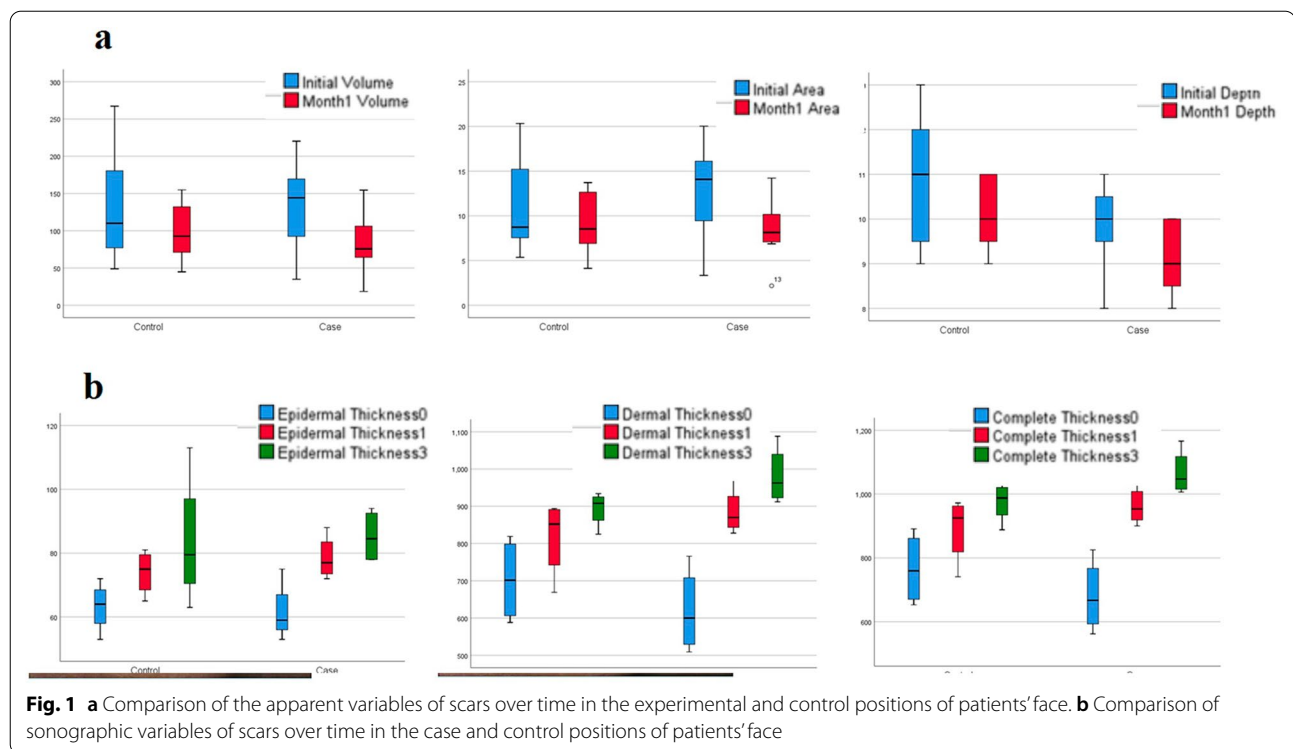 a
Initial Volume
Month1 Volume
300
250
200
150
100
50
0
Control Case
Initial Area
Month1 Area
25
20
15
10
5
0
13
Control Case
Initial Depth
Month1 Depth
11
10
9
8
Control Case
b
Epidermal Thickness0
Epidermal Thickness1
Epidermal Thickness3
120
100
80
60
Control Case
Dermal Thickness0
Dermal Thickness1
Dermal Thickness3
1,100
1,000
900
800
700
600
500
Complete Thickness0
Complete Thickness1
Complete Thickness3
1,200
1,000
800
600
Fig. 1 a Comparison of the apparent variables of scars over time in the experimental and control positions of patients' face. b Comparison of
sonographic variables of scars over time in the case and control positions of patients' face